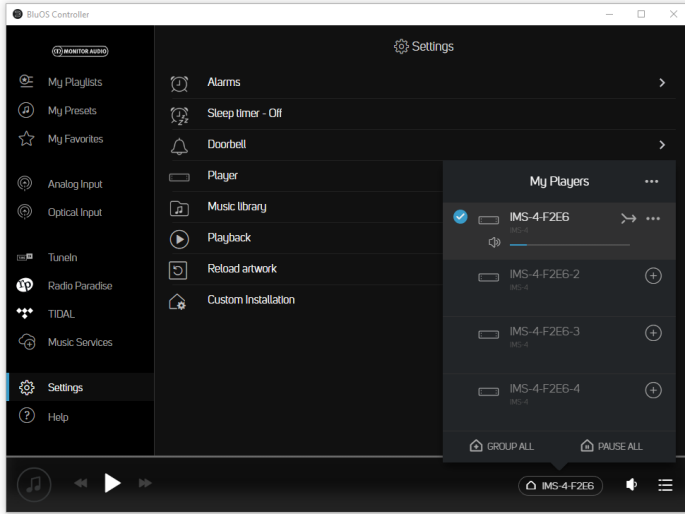 BluOS Controller
MONITOR AUDIO
My Playlists
My Presets
My Favorites
Analog Input
Optical Input
TuneIn
Radio Paradise
TIDAL
Music Services
Settings
Help
Settings
Alarms
Sleep timer - Off
Doorbell
Player
Music library
Playback
Reload artwork
Custom Installation
My Players
IMS-4-F2E6
IMS-4
IMS-4-F2E6-2
IMS-4
IMS-4-F2E6-3
IMS-4
IMS-4-F2E6-4
IMS-4
GROUP ALL
PAUSE ALL
IMS-4-F2E6